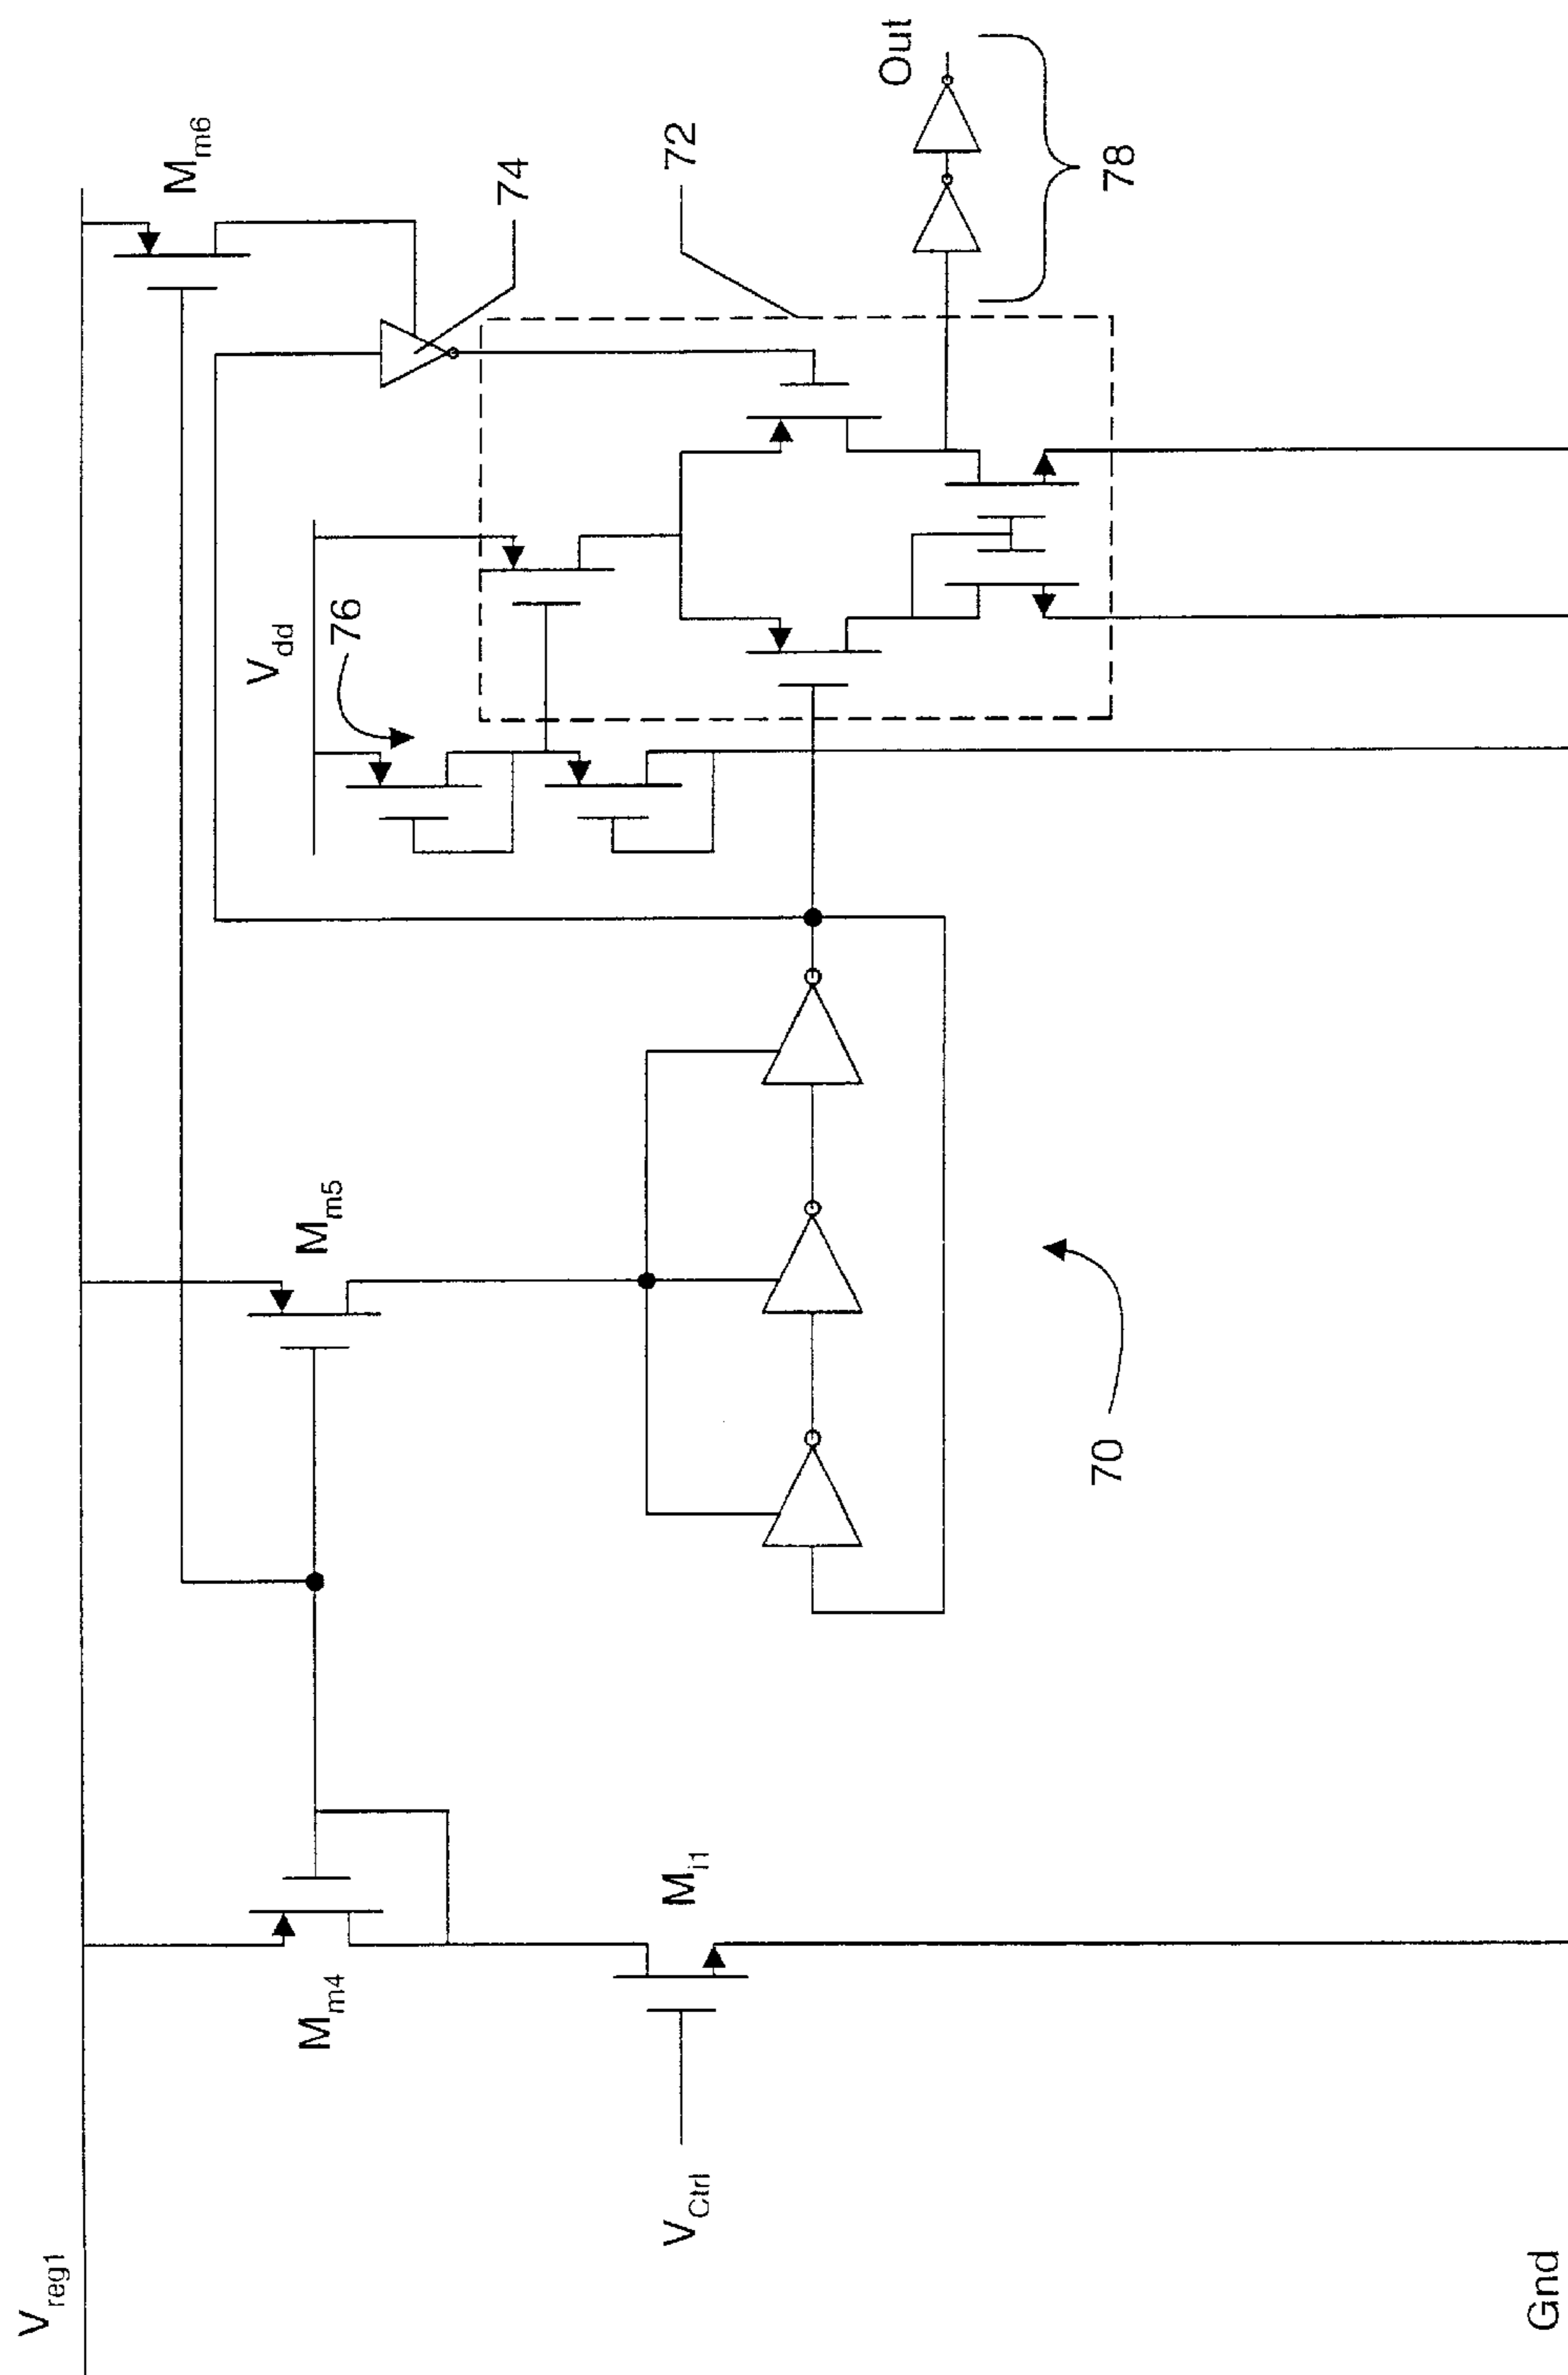 V_reg1
M_m4
M_m5
M_m6
V_dd
76
74
72
Out
78
M_i1
V_Ctrl
70
Gnd